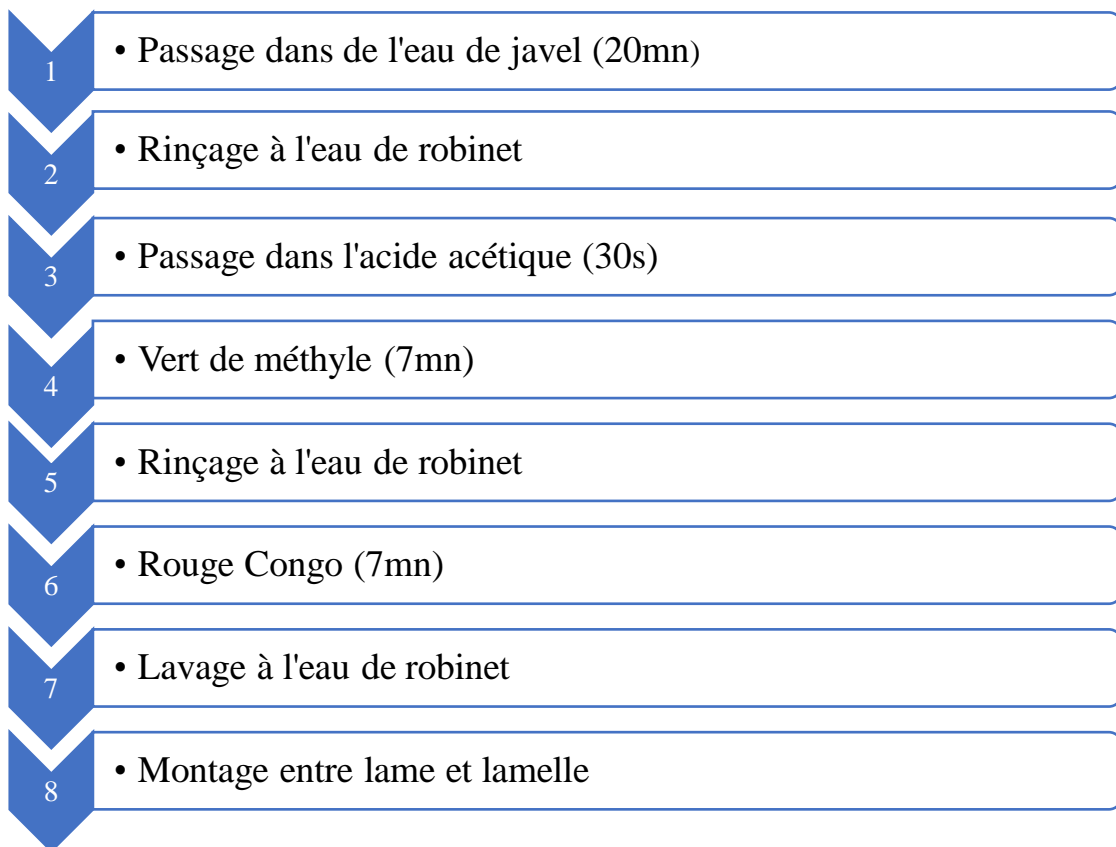 1 • Passage dans de l'eau de javel (20mn)
2 • Rinçage à l'eau de robinet
3 • Passage dans l'acide acétique (30s)
4 • Vert de méthyle (7mn)
5 • Rinçage à l'eau de robinet
6 • Rouge Congo (7mn)
7 • Lavage à l'eau de robinet
8 • Montage entre lame et lamelle